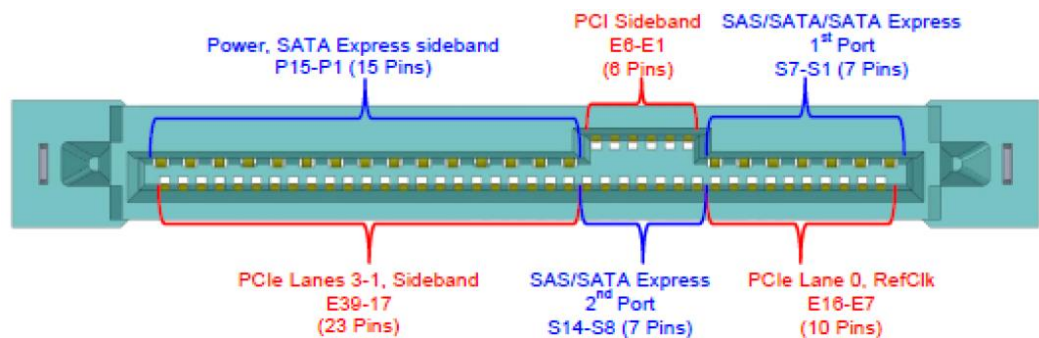 Power, SATA Express sideband
P15-P1 (15 Pins)
PCI Sideband
E6-E1
(6 Pins)
SAS/SATA/SATA Express
1st Port
S7-S1 (7 Pins)
PCIe Lanes 3-1, Sideband
E39-17
(23 Pins)
SAS/SATA Express
2nd Port
S14-S8 (7 Pins)
PCIe Lane 0, RefClk
E16-E7
(10 Pins)